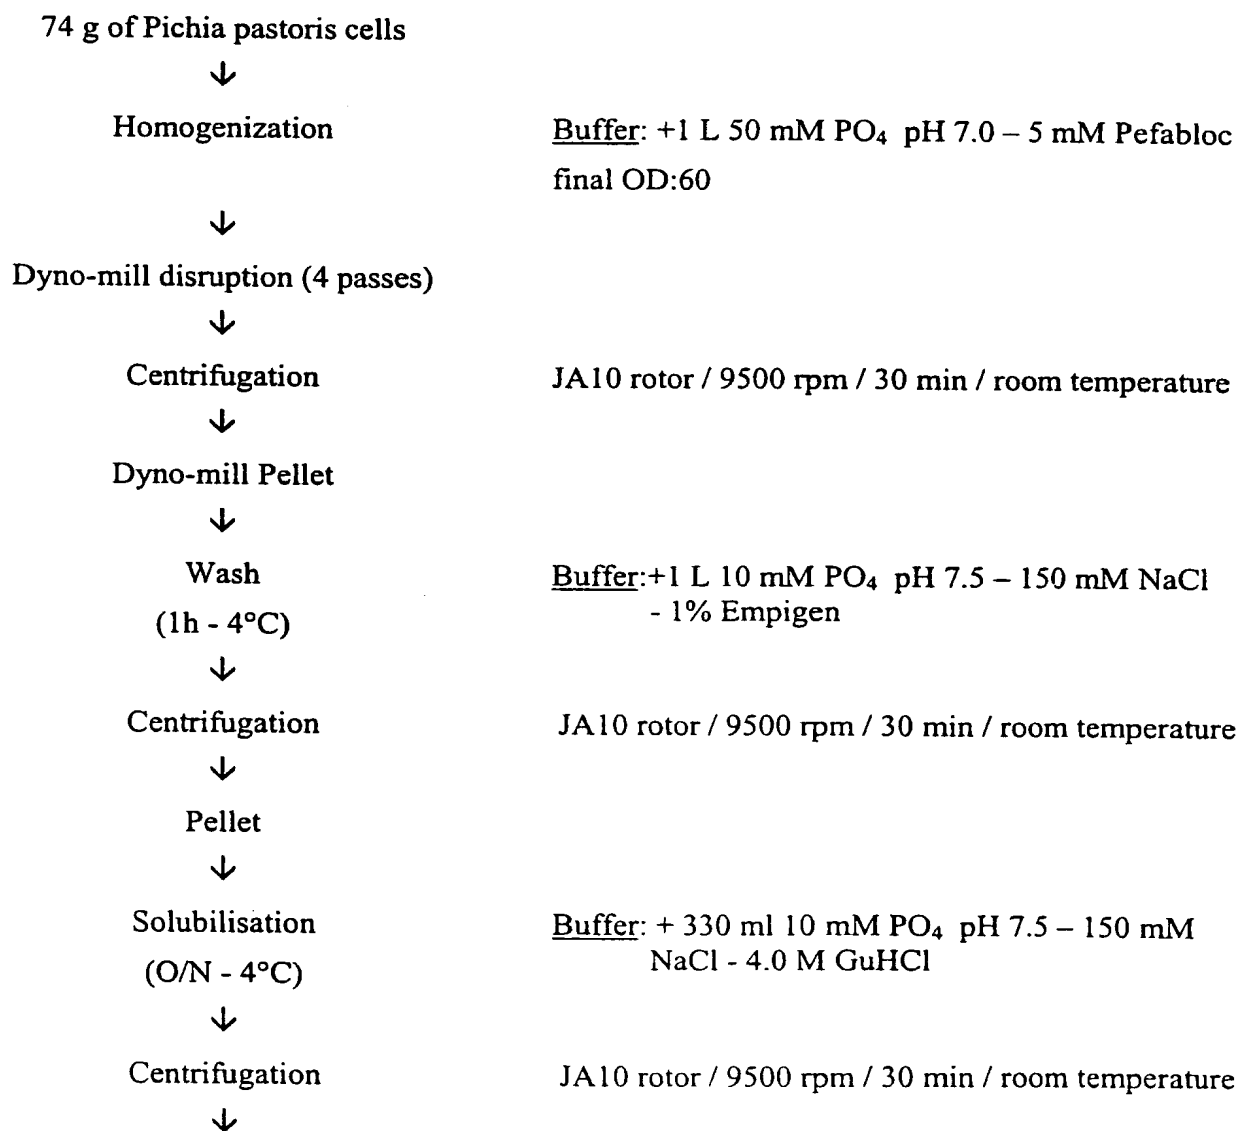 74 g of Pichia pastoris cells
↓
Homogenization
Buffer: +1 L 50 mM PO₄ pH 7.0 – 5 mM Pefabloc
final OD:60
↓
Dyno-mill disruption (4 passes)
↓
Centrifugation
JA10 rotor / 9500 rpm / 30 min / room temperature
↓
Dyno-mill Pellet
↓
Wash
(1h - 4°C)
Buffer:+1 L 10 mM PO₄ pH 7.5 – 150 mM NaCl
- 1% Empigen
↓
Centrifugation
JA10 rotor / 9500 rpm / 30 min / room temperature
↓
Pellet
↓
Solubilisation
(O/N - 4°C)
Buffer: + 330 ml 10 mM PO₄ pH 7.5 – 150 mM
NaCl - 4.0 M GuHCl
↓
Centrifugation
JA10 rotor / 9500 rpm / 30 min / room temperature
↓